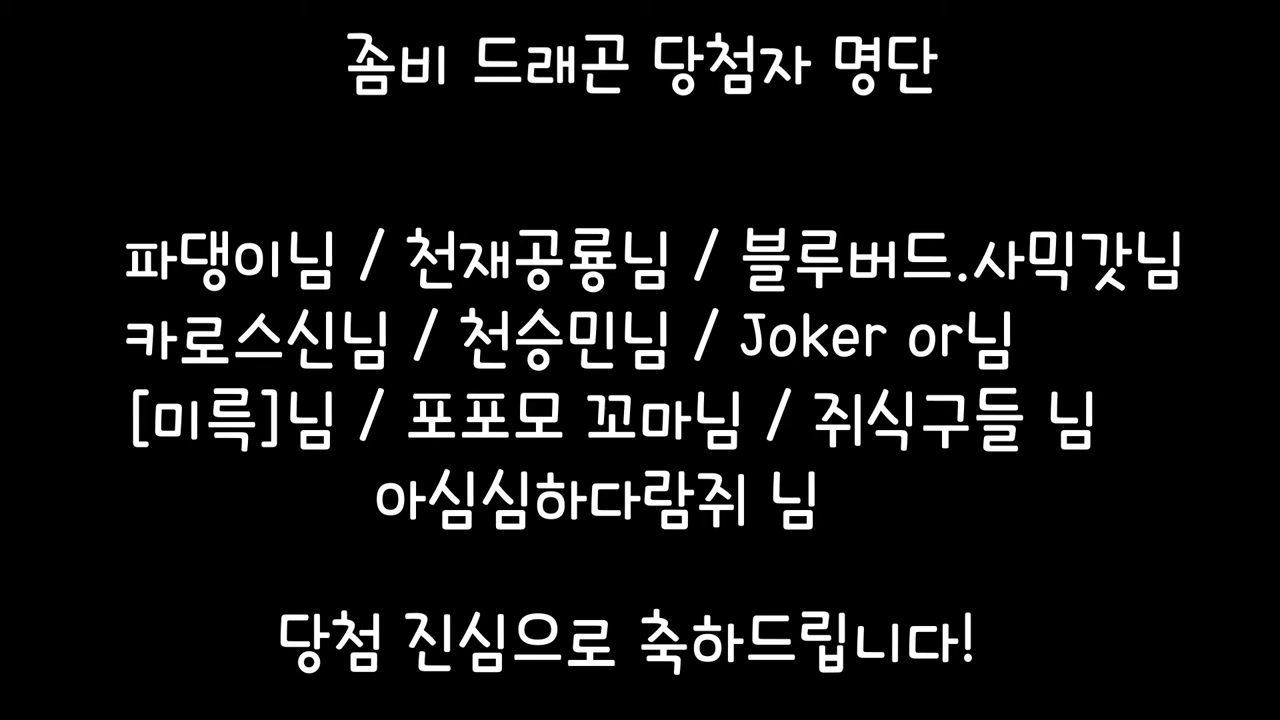 좀비 드래곤 당첨자 명단
파댕이님 / 천재공룡님 / 블루버드.사믹갓님
카로스신님 / 천승민님 / Joker or님
[미륵]님 / 포포모 꼬마님 / 쥐식구들 님
아심심하다람쥐 님
당첨 진심으로 축하드립니다!